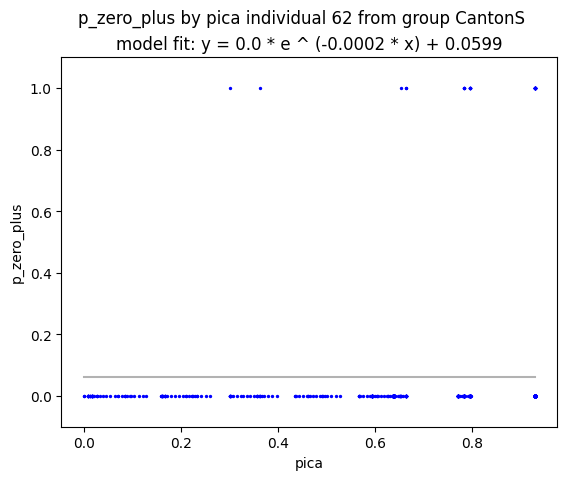 p_zero_plus by pica individual 62 from group CantonS
model fit: y = 0.0 * e ^ (-0.0002 * x) + 0.0599
1.0
0.8
0.6
0.4
0.2
0.0
p_zero_plus
0.0 0.2 0.4 0.6 0.8
pica